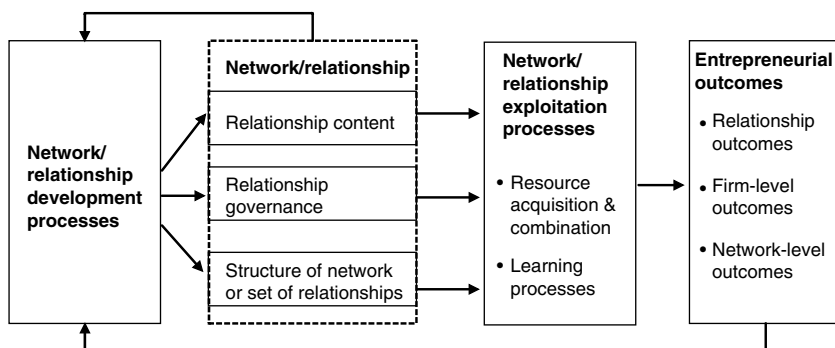 Network/
relationship
development
processes
Network/relationship
Relationship content
Relationship
governance
Structure of network
or set of relationships
Network/
relationship
exploitation
processes
• Resource
acquisition &
combination
• Learning
processes
Entrepreneurial
outcomes
• Relationship
outcomes
• Firm-level
outcomes
• Network-level
outcomes